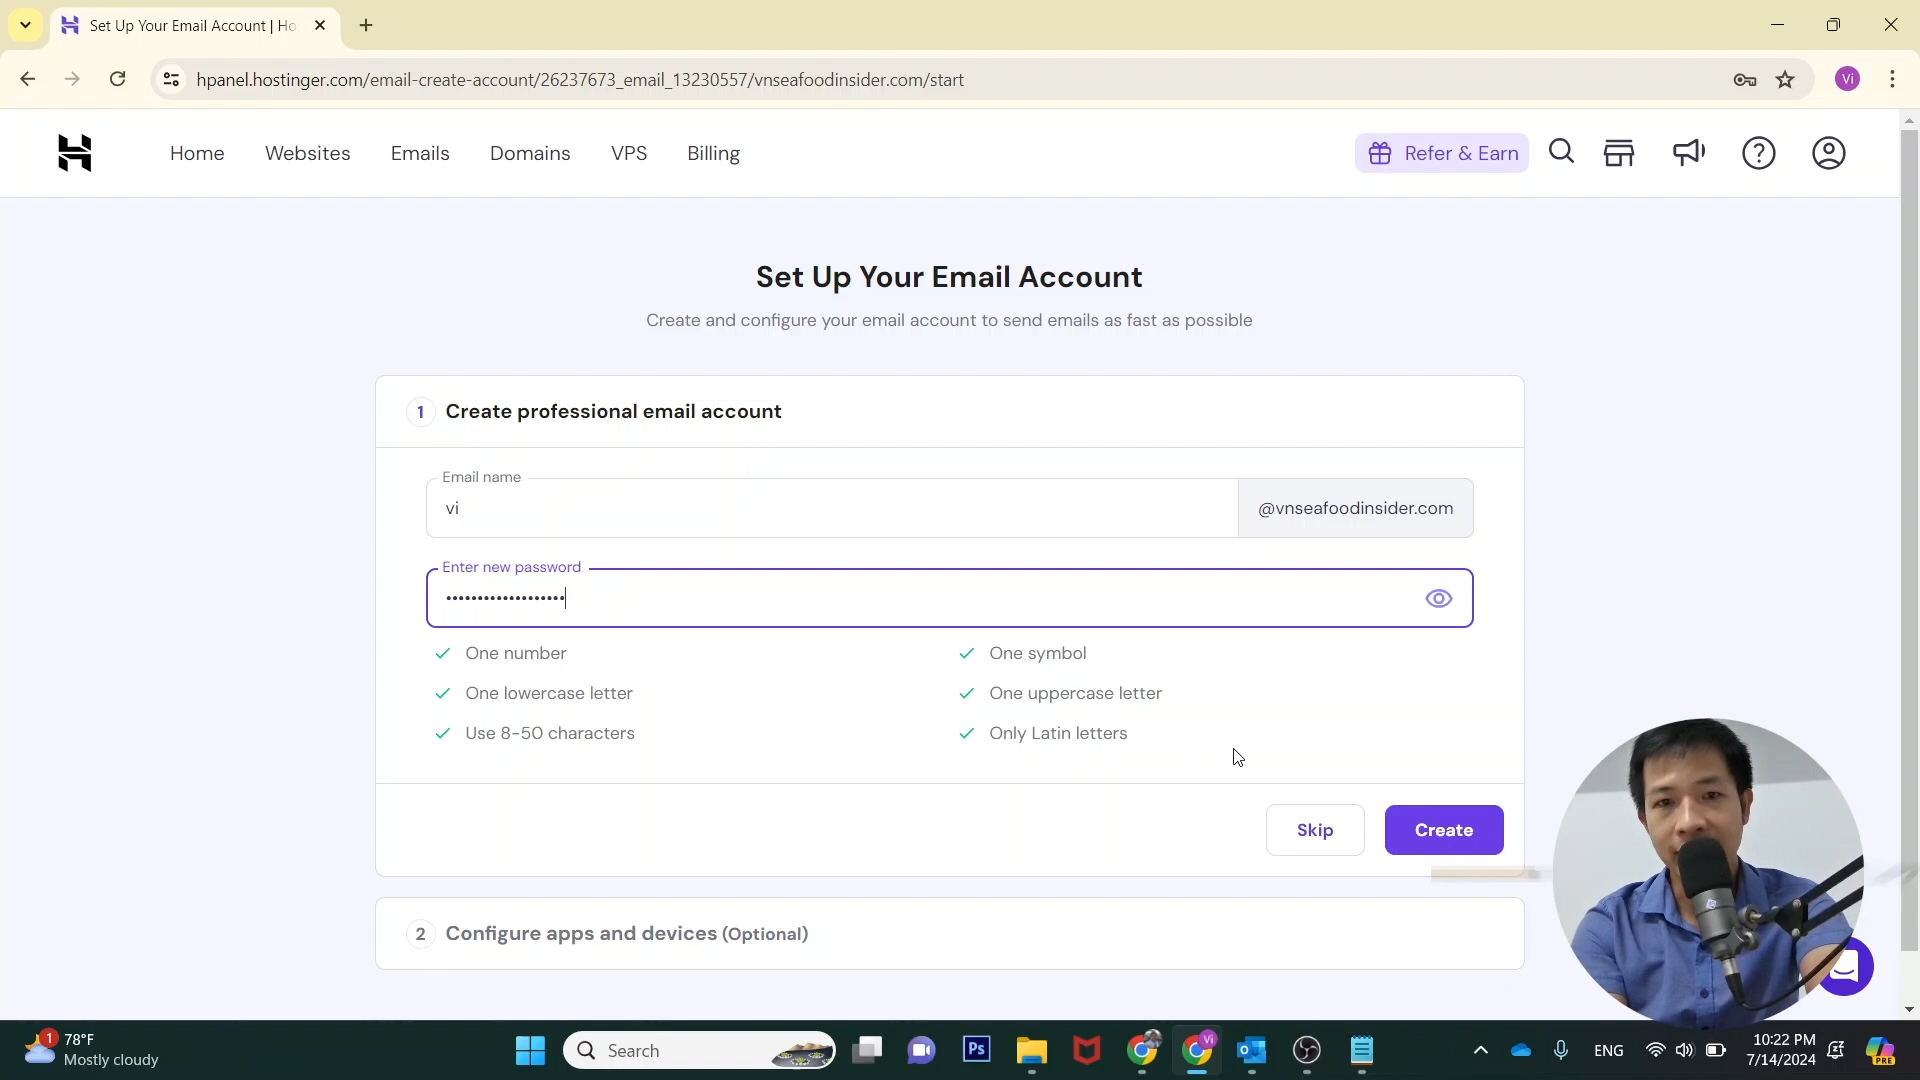 Set Up Your Email Account | Ho
hpanel.hostinger.com/email-create-account/26237673_email_13230557/vnseafoodinsider.com/start
Vi
Home
Websites
Emails
Domains
VPS
Billing
Refer & Earn
Set Up Your Email Account
Create and configure your email account to send emails as fast as possible
1
Create professional email account
Email name
vi
@vnseafoodinsider.com
Enter new password
One number
One symbol
One lowercase letter
One uppercase letter
Use 8-50 characters
Only Latin letters
Skip
Create
2
Configure apps and devices (Optional)
1
78°F
Mostly cloudy
Search
Ps
Vi
ENG
10:22 PM
7/14/2024
PRE